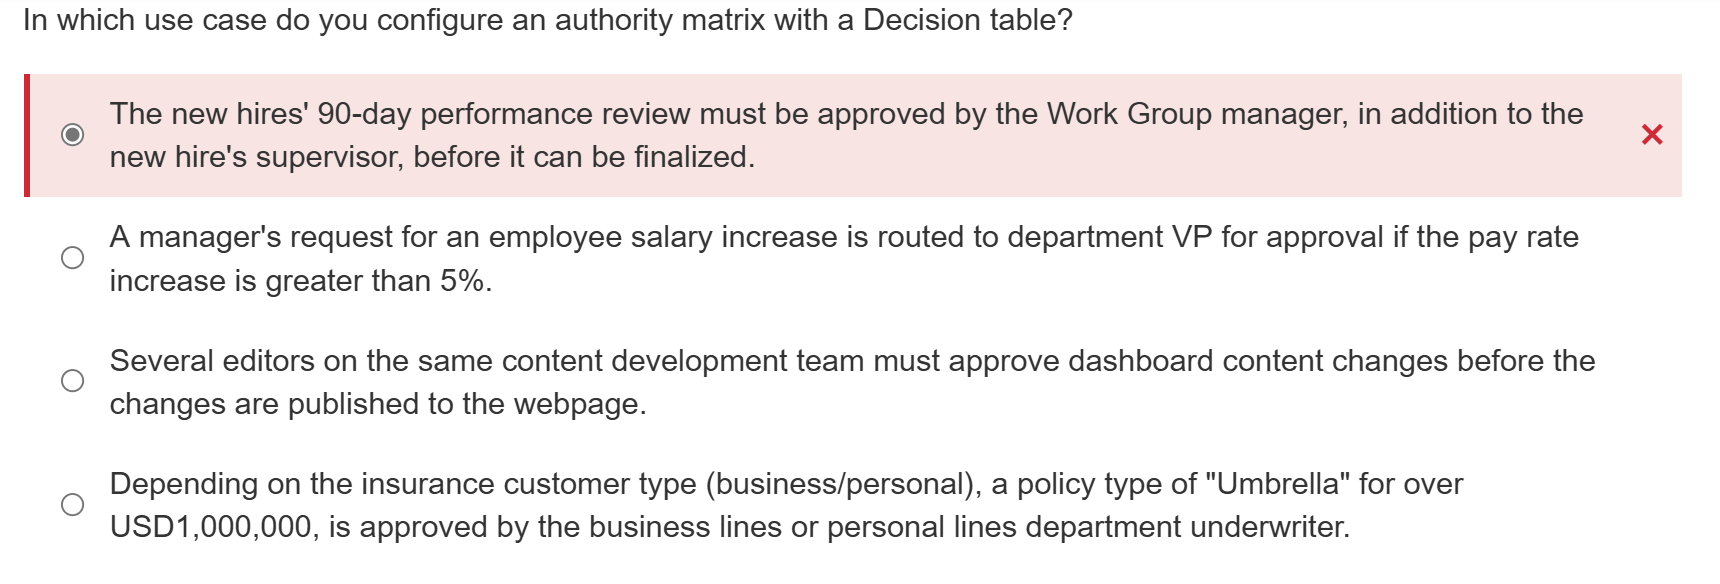 In which use case do you configure an authority matrix with a Decision table?
The new hires' 90-day performance review must be approved by the Work Group manager, in addition to the
new hire's supervisor, before it can be finalized.
A manager's request for an employee salary increase is routed to department VP for approval if the pay rate
increase is greater than 5%.
Several editors on the same content development team must approve dashboard content changes before the
changes are published to the webpage.
Depending on the insurance customer type (business/personal), a policy type of "Umbrella" for over
USD1,000,000, is approved by the business lines or personal lines department underwriter.